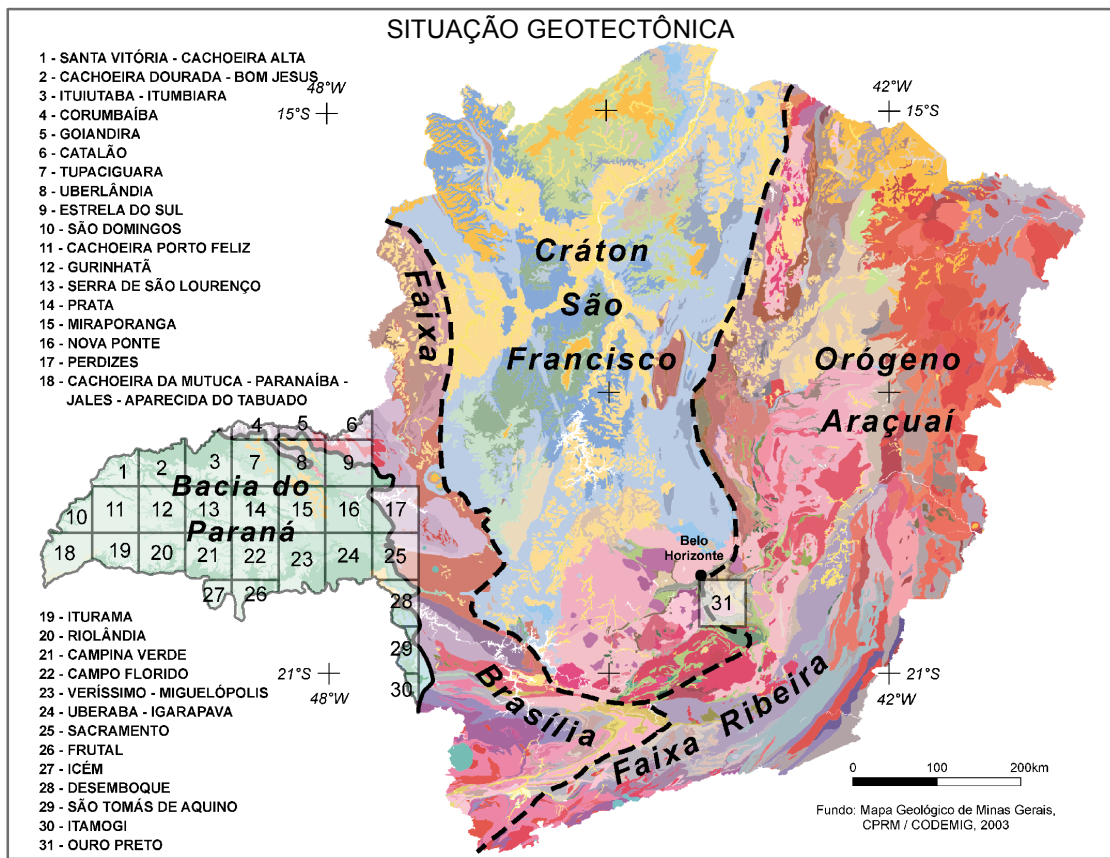 SITUAÇÃO GEOTECTÔNICA
1 - SANTA VITÓRIA - CACHOEIRA ALTA
2 - CACHOEIRA DOURADA - BOM JESUS
3 - ITUIUTABA - ITUMBIARA
4 - CORUMBAÍBA
5 - GOIANDIRA
6 - CATALÃO
7 - TUPACIGUARA
8 - UBERLÂNDIA
9 - ESTRELA DO SUL
10 - SÃO DOMINGOS
11 - CACHOEIRA PORTO FELIZ
12 - GURINHATÃ
13 - SERRA DE SÃO LOURENÇO
14 - PRATA
15 - MIRAPORANGA
16 - NOVA PONTE
17 - PERDIZES
18 - CACHOEIRA DA MUTUCA - PARANAÍBA -
JALES - APARECIDA DO TABUADO
48°W
15°S
42°W
15°S
Cráton
São
Francisco
Faixa
Orógeno
Araçuaí
4 5 6
1 2 3 7 8 9
Bacia do
10 11 12 13 14 15 16 17
Paraná
18 19 20 21 22 23 24 25
27 26 28
29
30
Belo
Horizonte
31
19 - ITURAMA
20 - RIOLÂNDIA
21 - CAMPINA VERDE
22 - CAMPO FLORIDO
23 - VERÍSSIMO - MIGUELÓPOLIS
24 - UBERABA - IGARAPAVA
25 - SACRAMENTO
26 - FRUTAL
27 - ICÉM
28 - DESEMBOQUE
29 - SÃO TOMÁS DE AQUINO
30 - ITAMOGI
31 - OURO PRETO
21°S
48°W
21°S
42°W
Brasília
Faixa Ribeira
0 100 200km
Fundo: Mapa Geológico de Minas Gerais,
CPRM / CODEMIG, 2003